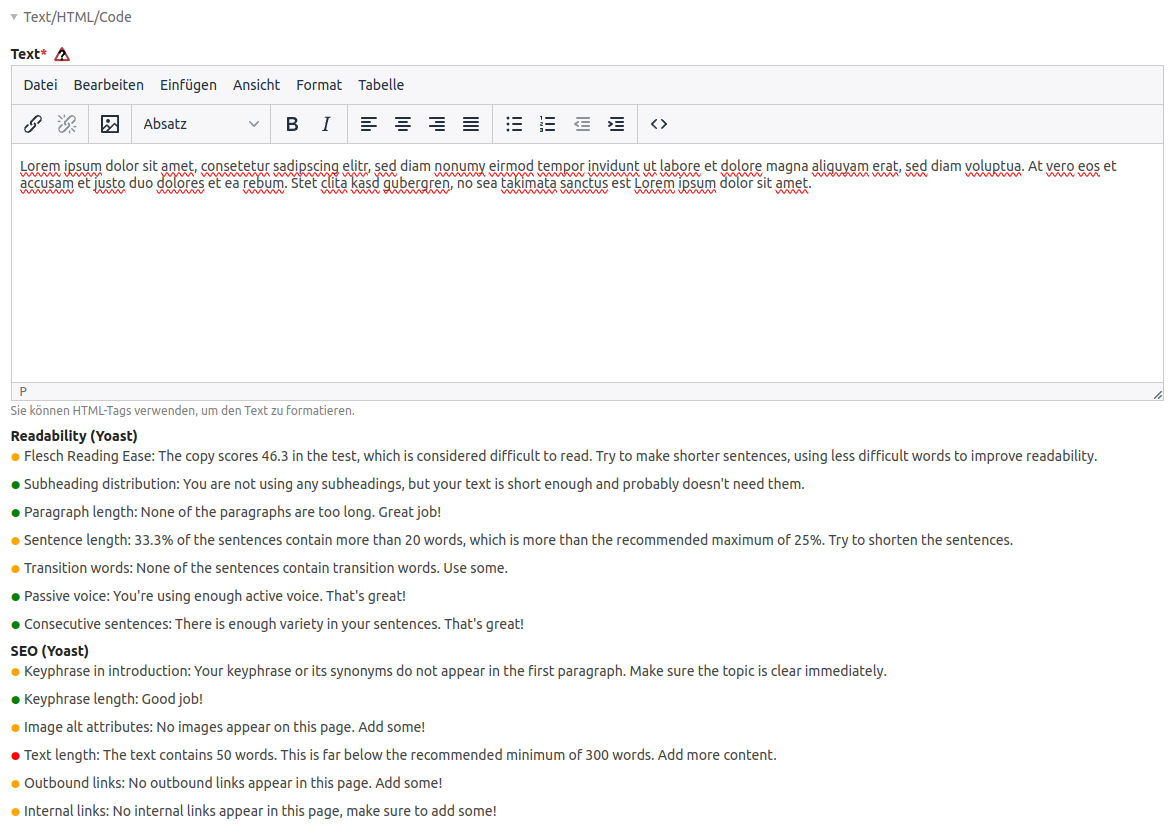 Text/HTML/Code
Text*
Datei Bearbeiten Einfügen Ansicht Format Tabelle
Absatz B I
Lorem ipsum dolor sit amet, consetetur sadipscing elitr, sed diam nonumy eirmod tempor invidunt ut labore et dolore magna aliquyam erat, sed diam voluptua. At vero eos et
accusam et justo duo dolores et ea rebum. Stet clita kasd gubergren, no sea takimata sanctus est Lorem ipsum dolor sit amet.
P
Sie können HTML-Tags verwenden, um den Text zu formatieren.
Readability (Yoast)
Flesch Reading Ease: The copy scores 46.3 in the test, which is considered difficult to read. Try to make shorter sentences, using less difficult words to improve readability.
Subheading distribution: You are not using any subheadings, but your text is short enough and probably doesn't need them.
Paragraph length: None of the paragraphs are too long. Great job!
Sentence length: 33.3% of the sentences contain more than 20 words, which is more than the recommended maximum of 25%. Try to shorten the sentences.
Transition words: None of the sentences contain transition words. Use some.
Passive voice: You're using enough active voice. That's great!
Consecutive sentences: There is enough variety in your sentences. That's great!
SEO (Yoast)
Keyphrase in introduction: Your keyphrase or its synonyms do not appear in the first paragraph. Make sure the topic is clear immediately.
Keyphrase length: Good job!
Image alt attributes: No images appear on this page. Add some!
Text length: The text contains 50 words. This is far below the recommended minimum of 300 words. Add more content.
Outbound links: No outbound links appear in this page. Add some!
Internal links: No internal links appear in this page, make sure to add some!